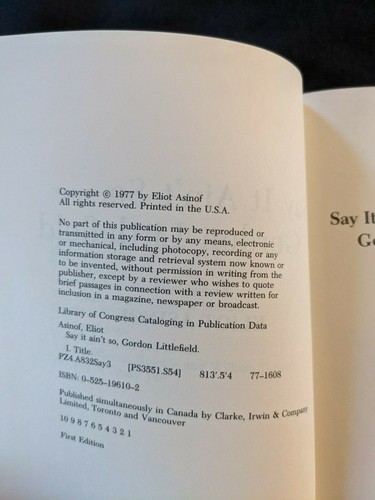 Copyright © 1977 by Eliot Asinof
All rights reserved. Printed in the U.S.A.
No part of this publication may be reproduced or
transmitted in any form or by any means, electronic
or mechanical, including photocopy, recording or any
information storage and retrieval system now known or
to be invented, without permission in writing from the
publisher, except by a reviewer who wishes to quote
brief passages in connection with a review written for
inclusion in a magazine, newspaper or broadcast.
Library of Congress Cataloging in Publication Data
Asinof, Eliot
Say it ain't so, Gordon Littlefield.
I. Title.
PZ4.A832Say3 [PS3551.S54] 813'.5'4 77-1608
ISBN: 0-525-19610-2
Published simultaneously in Canada by Clarke, Irwin & Company
Limited, Toronto and Vancouver
10 9 8 7 6 5 4 3 2 1
First Edition
Say It
Go